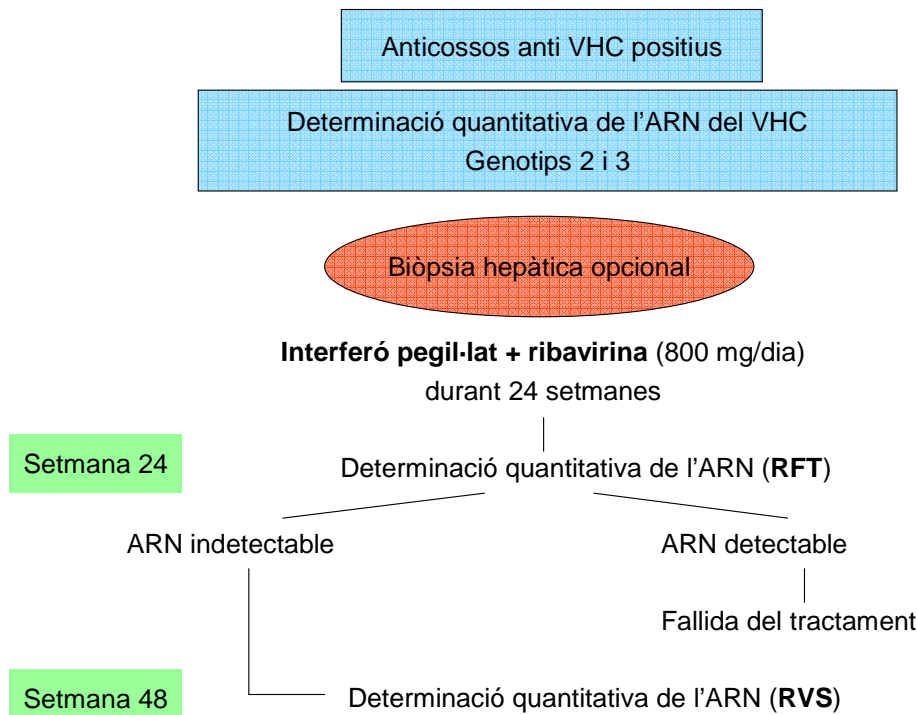 Anticossos anti VHC positius
Determinació quantitativa de l’ARN del VHC
Genotips 2 i 3
Biòpsia hepàtica opcional
Interferó pegil·lat + ribavirina (800 mg/dia)
durant 24 setmanes
Setmana 24
Determinació quantitativa de l’ARN (RFT)
ARN indetectable
ARN detectable
Fallida del tractament
Setmana 48
Determinació quantitativa de l’ARN (RVS)